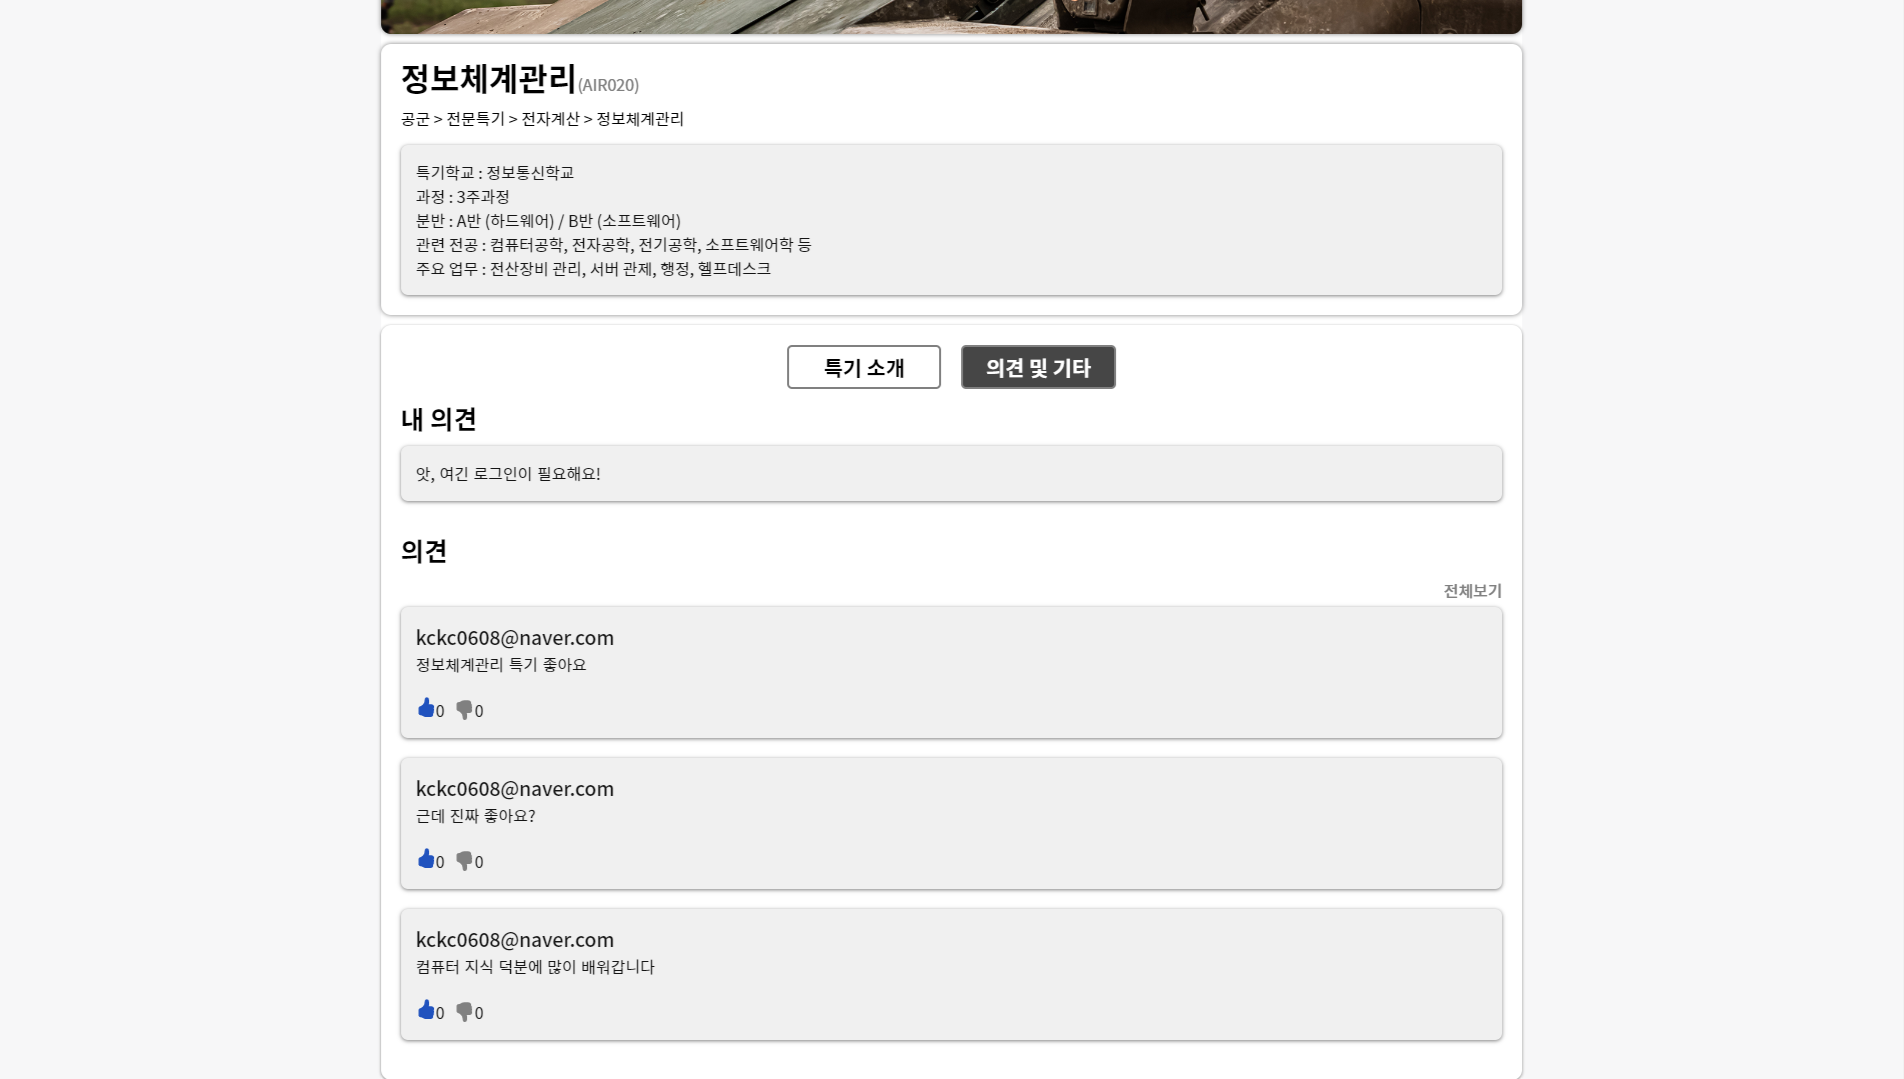 정보체계관리(AIR020)
공군 > 전문특기 > 전자계산 > 정보체계관리
특기학교 : 정보통신학교
과정 : 3주과정
분반 : A반 (하드웨어) / B반 (소프트웨어)
관련 전공 : 컴퓨터공학, 전자공학, 전기공학, 소프트웨어학 등
주요 업무 : 전산장비 관리, 서버 관제, 행정, 헬프데스크
특기 소개
의견 및 기타
내 의견
앗, 여긴 로그인이 필요해요!
의견
전체보기
kckc0608@naver.com
정보체계관리 특기 좋아요
0 0
kckc0608@naver.com
근데 진짜 좋아요?
0 0
kckc0608@naver.com
컴퓨터 지식 덕분에 많이 배워갑니다
0 0